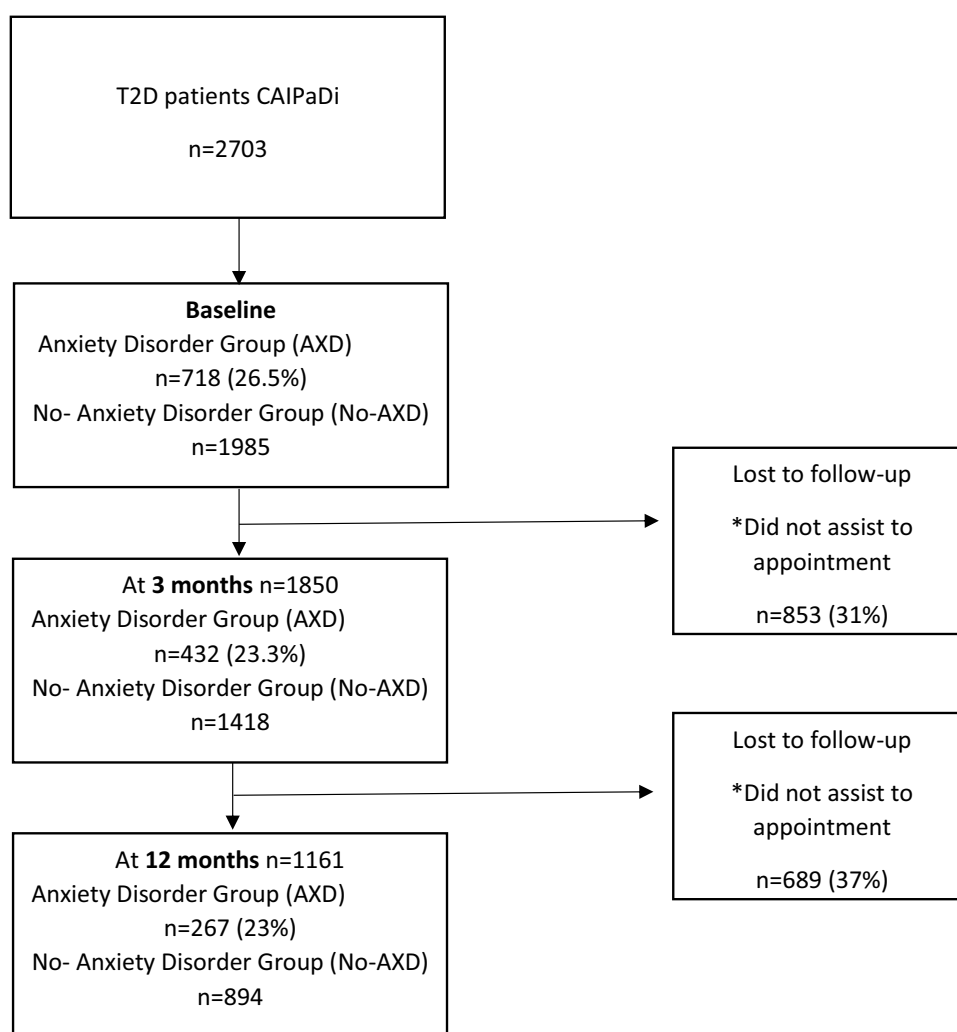 T2D patients CAIPaDi
n=2703
Baseline
Anxiety Disorder Group (AXD)
n=718 (26.5%)
No- Anxiety Disorder Group (No-AXD)
n=1985
Lost to follow-up
*Did not assist to
appointment
n=853 (31%)
At 3 months n=1850
Anxiety Disorder Group (AXD)
n=432 (23.3%)
No- Anxiety Disorder Group (No-AXD)
n=1418
Lost to follow-up
*Did not assist to
appointment
n=689 (37%)
At 12 months n=1161
Anxiety Disorder Group (AXD)
n=267 (23%)
No- Anxiety Disorder Group (No-AXD)
n=894